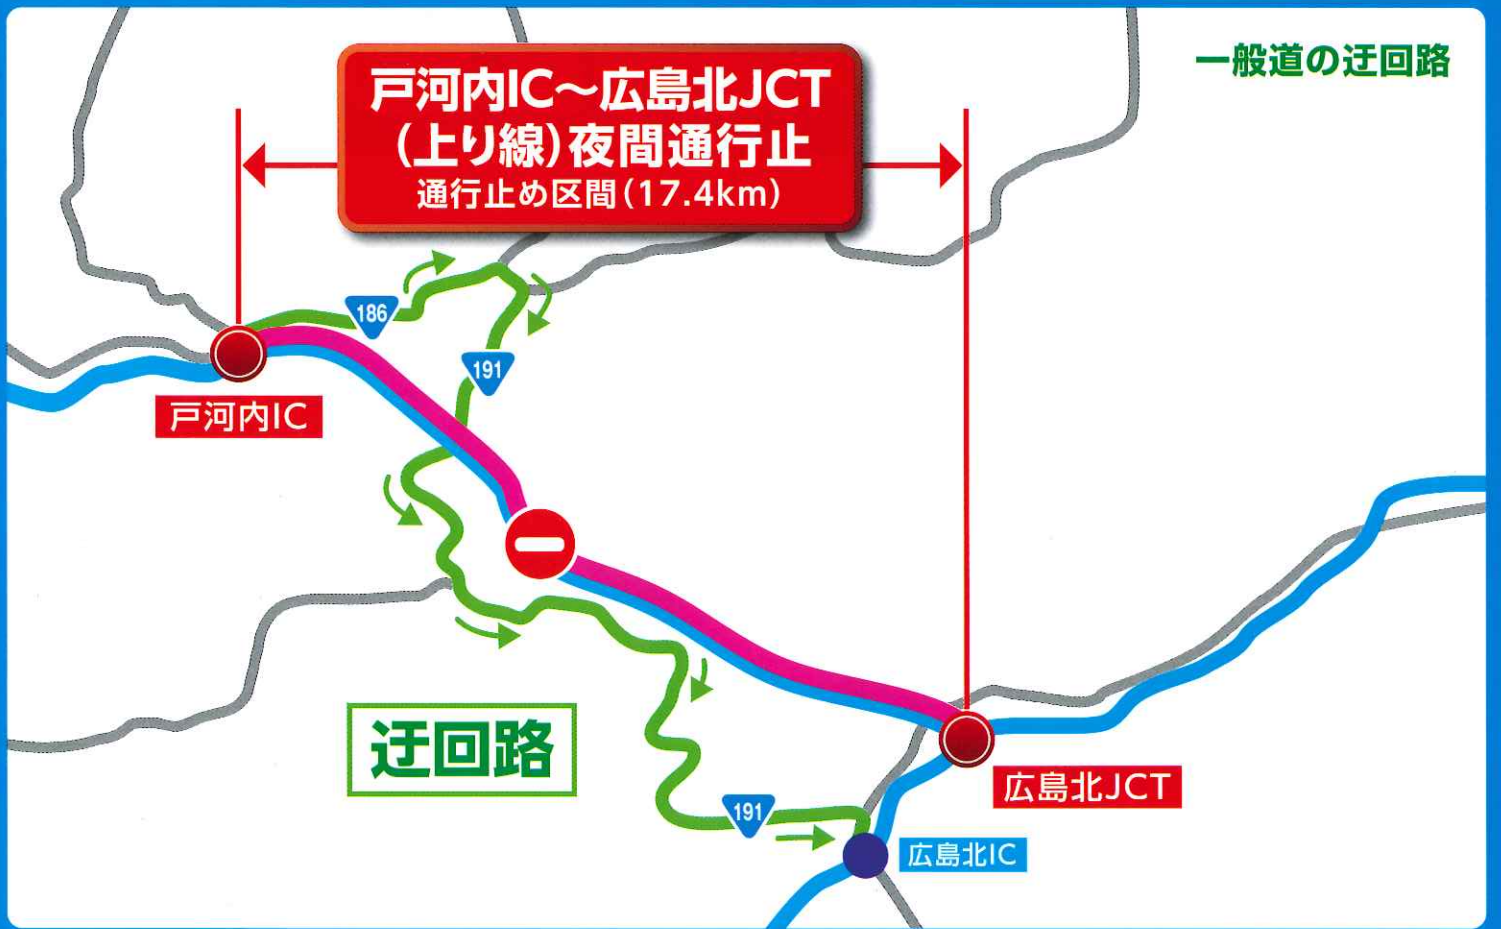 一般道の迂回路
戸河内IC～広島北JCT
(上り線)夜間通行止
通行止め区間(17.4km)
186
191
戸河内IC
迂回路
191
広島北JCT
広島北IC